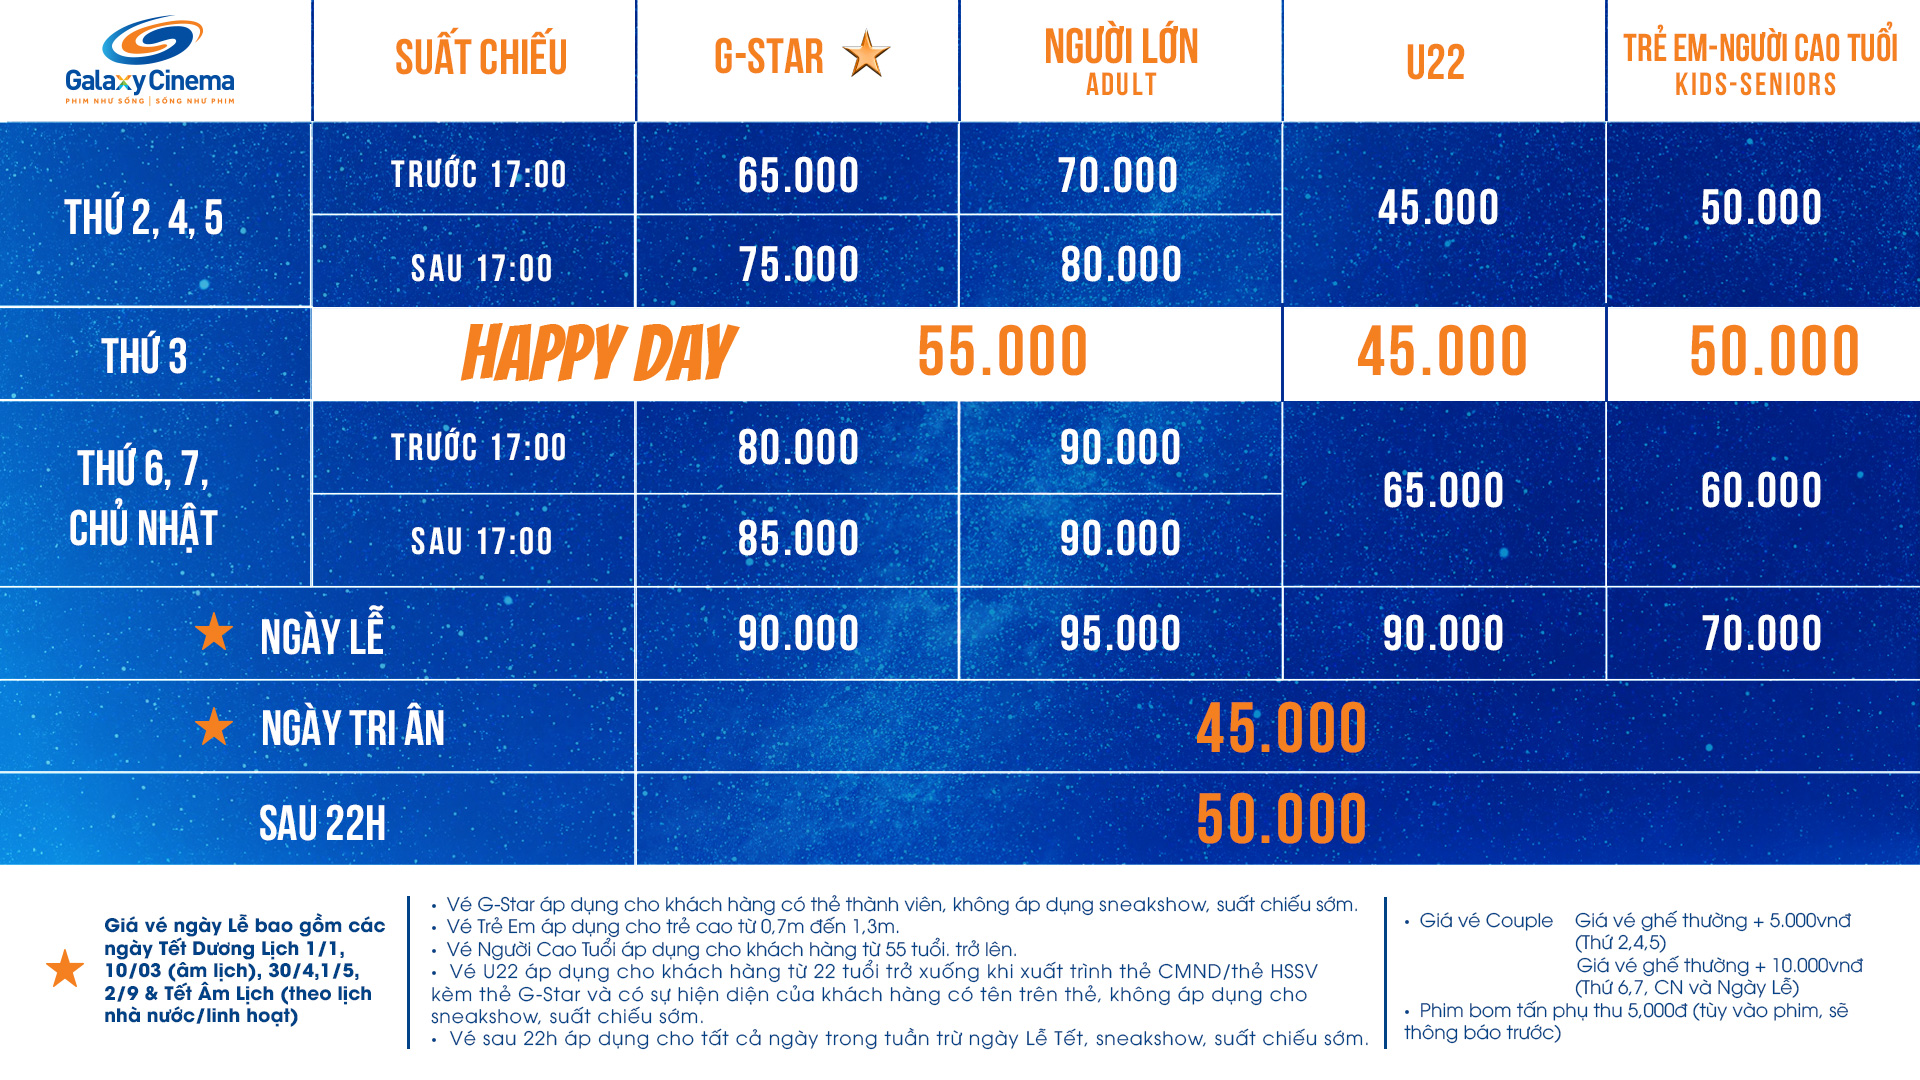 Galaxy Cinema
PHIM NHƯ SỐNG | SỐNG NHƯ PHIM
SUẤT CHIẾU
G-STAR
NGƯỜI LỚN
ADULT
U22
TRẺ EM-NGƯỜI CAO TUỔI
KIDS-SENIORS
THỨ 2, 4, 5
TRƯỚC 17:00
65.000
70.000
45.000
50.000
SAU 17:00
75.000
80.000
THỨ 3
HAPPY DAY
55.000
45.000
50.000
THỨ 6, 7,
CHỦ NHẬT
TRƯỚC 17:00
80.000
90.000
65.000
60.000
SAU 17:00
85.000
90.000
NGÀY LỄ
90.000
95.000
90.000
70.000
NGÀY TRI ÂN
45.000
SAU 22H
50.000
Giá vé ngày Lễ bao gồm các
ngày Tết Dương Lịch 1/1,
10/03 (âm lịch), 30/4,1/5,
2/9 & Tết Âm Lịch (theo lịch
nhà nước/linh hoạt)
• Vé G-Star áp dụng cho khách hàng có thẻ thành viên, không áp dụng sneakshow, suất chiếu sớm.
• Vé Trẻ Em áp dụng cho trẻ cao từ 0,7m đến 1,3m.
• Vé Người Cao Tuổi áp dụng cho khách hàng từ 55 tuổi. trở lên.
• Vé U22 áp dụng cho khách hàng từ 22 tuổi trở xuống khi xuất trình thẻ CMND/thẻ HSSV
kèm thẻ G-Star và có sự hiện diện của khách hàng có tên trên thẻ, không áp dụng cho
sneakshow, suất chiếu sớm.
• Vé sau 22h áp dụng cho tất cả ngày trong tuần trừ ngày Lễ Tết, sneakshow, suất chiếu sớm.
• Giá vé Couple Giá vé ghế thường + 5.000vnđ
(Thứ 2,4,5)
Giá vé ghế thường + 10.000vnđ
(Thứ 6,7, CN và Ngày Lễ)
• Phim bom tấn phụ thu 5,000đ (tùy vào phim, sẽ
thông báo trước)